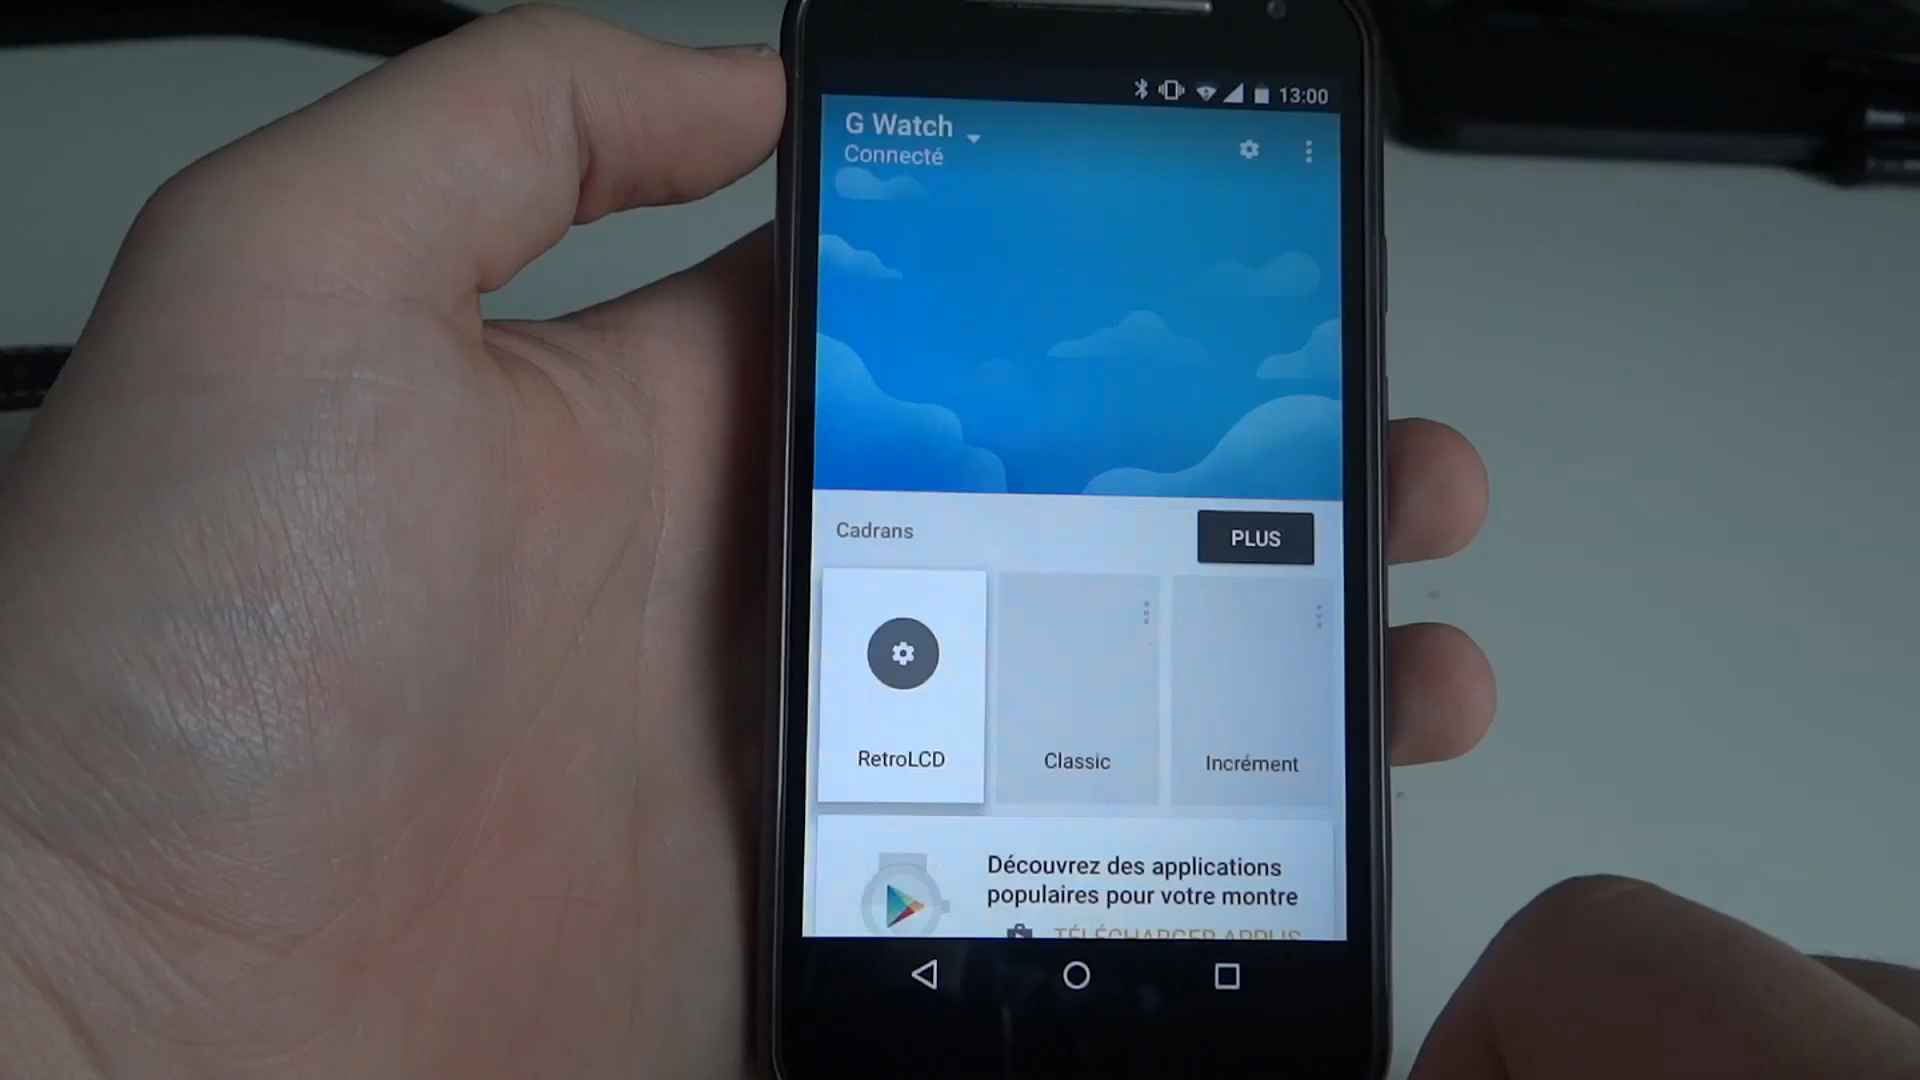 13:00
G Watch
Connecté
Cadrans
PLUS
RetroLCD
Classic
Incrément
Découvrez des applications
populaires pour votre montre
TÉLÉCHARGER APPLIS